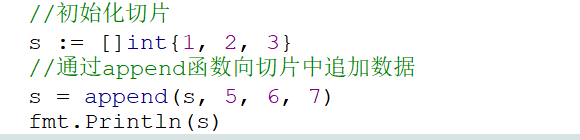 //初始化切片
s := []int{1, 2, 3}
//通过append函数向切片中追加数据
s = append(s, 5, 6, 7)
fmt.Println(s)